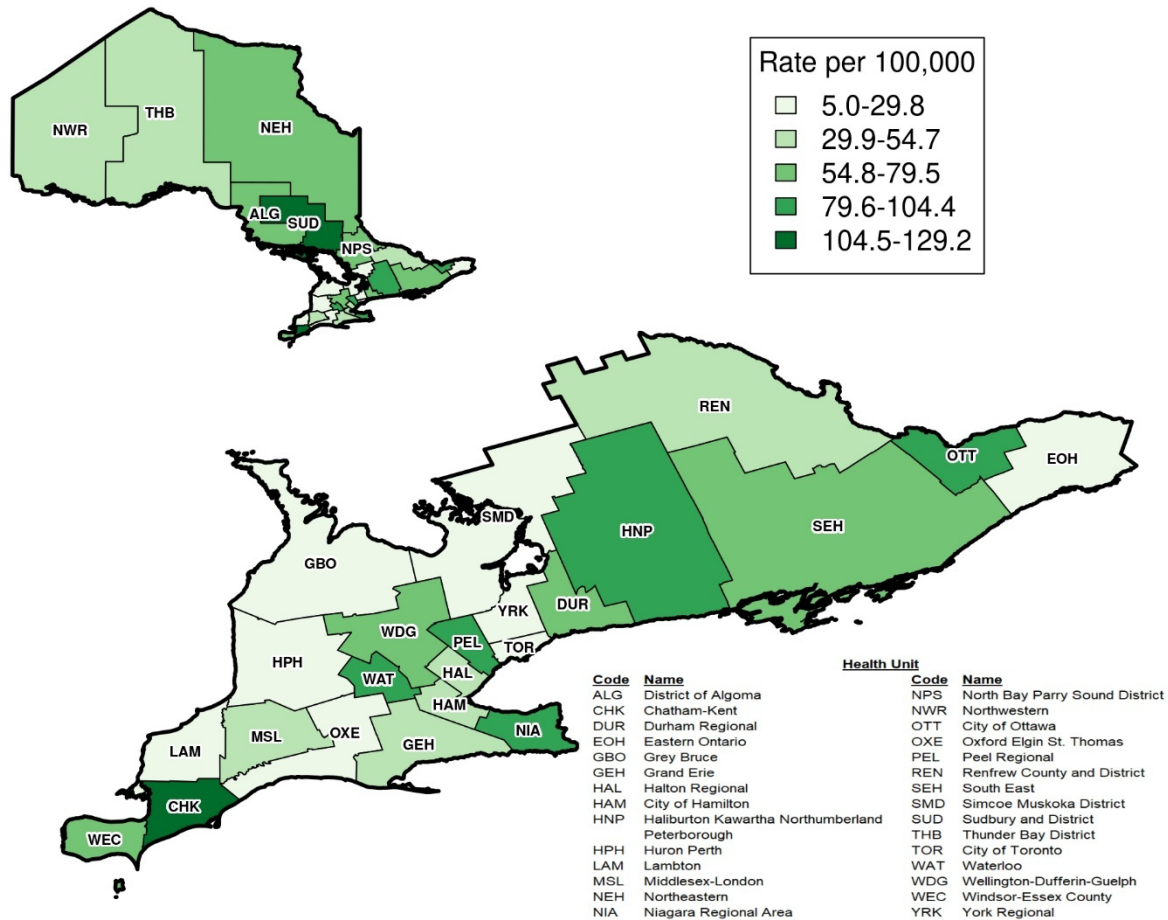 Rate per 100,000
5.0-29.8
29.9-54.7
54.8-79.5
79.6-104.4
104.5-129.2
NWR
THB
NEH
ALG
SUD
NPS
REN
OTT
EOH
SMD
HNP
SEH
GBO
YRK
DUR
WDG
PEL
TOR
HPH
WAT
HAL
HAM
MSL
OXE
GEH
NIA
LAM
CHK
WEC
Health Unit
Code Name
ALG District of Algoma
CHK Chatham-Kent
DUR Durham Regional
EOH Eastern Ontario
GBO Grey Bruce
GEH Grand Erie
HAL Halton Regional
HAM City of Hamilton
HNP Haliburton Kawartha Northumberland
Peterborough
HPH Huron Perth
LAM Lambton
MSL Middlesex-London
NEH Northeastern
NIA Niagara Regional Area
Code Name
NPS North Bay Parry Sound District
NWR Northwestern
OTT City of Ottawa
OXE Oxford Elgin St. Thomas
PEL Peel Regional
REN Renfrew County and District
SEH South East
SMD Simcoe Muskoka District
SUD Sudbury and District
THB Thunder Bay District
TOR City of Toronto
WAT Waterloo
WDG Wellington-Dufferin-Guelph
WEC Windsor-Essex County
YRK York Regional